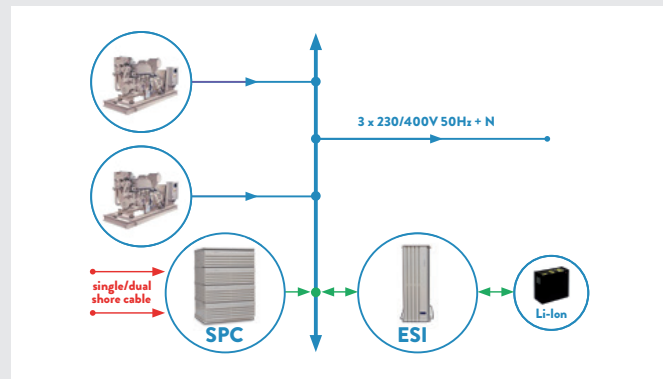 3 x 230/400V 50Hz + N
single/dual
shore cable
SPC
ESI
Li-Ion